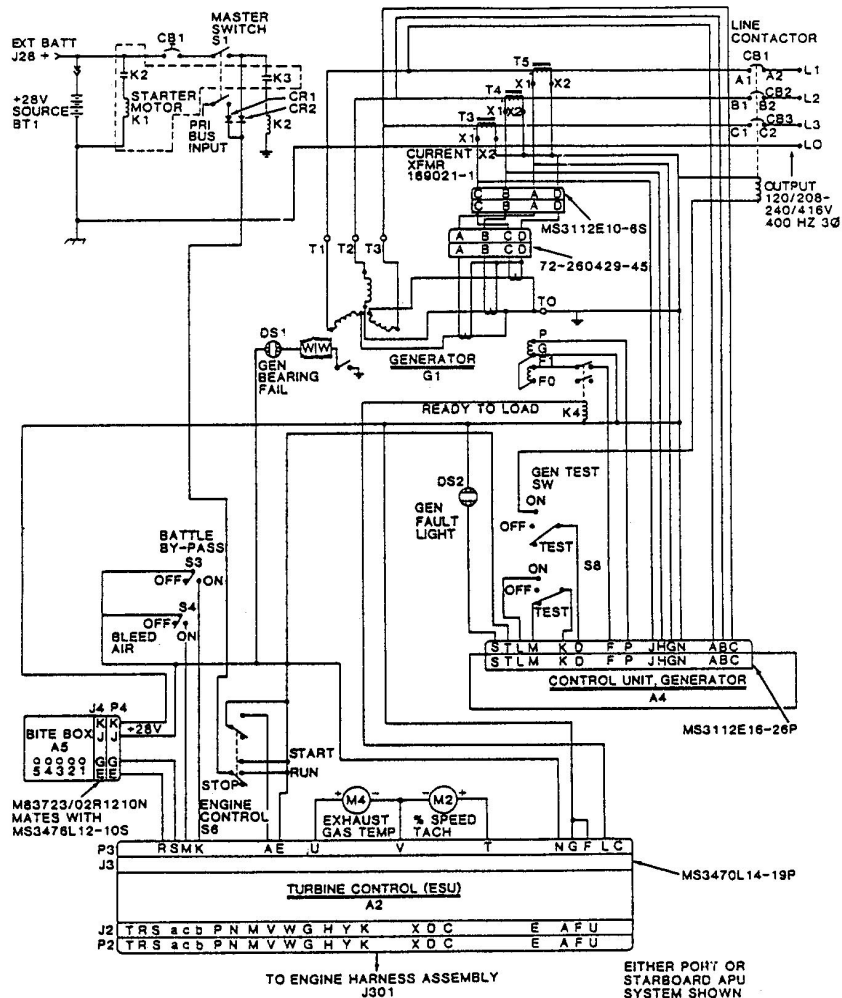 EXT BATT
J28 +
CB1
MASTER
SWITCH
S1
K2
K3
+28V
SOURCE
BT1
STARTER
MOTOR
K1
PRI
BUS
INPUT
CR1
CR2
K2
LINE
CONTACTOR
T5
CB1
A1 A2
L1
X1 X2
T4
CB2
B1 B2
L2
X1 X2
T3
CB3
C1 C2
L3
X1
X2
LO
CURRENT
XFMR
169021-1
OUTPUT
120/208-
240/416V
400 HZ 3Ø
C B A D
C B A D
MS3112E10-6S
A B C D
A B C D
72-260429-45
T1 T2 T3
TO
DS1
GEN
BEARING
FAIL
W/W
GENERATOR
G1
P
G
F1
FO
READY TO LOAD
K4
DS2
GEN
FAULT
LIGHT
GEN TEST
SW
ON
OFF
TEST
S8
ON
OFF
TEST
BATTLE
BY-PASS
S3
OFF ON
S4
OFF
ON
BLEED
AIR
S T L M K D F P J H G N A B C
S T L M K D F P J H G N A B C
CONTROL UNIT, GENERATOR
A4
MS3112E16-26P
J4 P4
K K
J J
+28V
BITE BOX
A5
G G
E E
5 4 3 2 1
M83723/02R1210N
MATES WITH
MS3476L12-10S
START
RUN
STOP
ENGINE
CONTROL
S6
+ M4 -
EXHAUST
GAS TEMP
- M2 +
% SPEED
TACH
P3 R S M K A E U V T N G F L C
J3
MS3470L14-19P
TURBINE CONTROL (ESU)
A2
J2 T R S a c b P N M V W G H Y K X D C E A F U
P2 T R S a c b P N M V W G H Y K X D C E A F U
TO ENGINE HARNESS ASSEMBLY
J301
EITHER PORT OR
STARBOARD APU
SYSTEM SHOWN